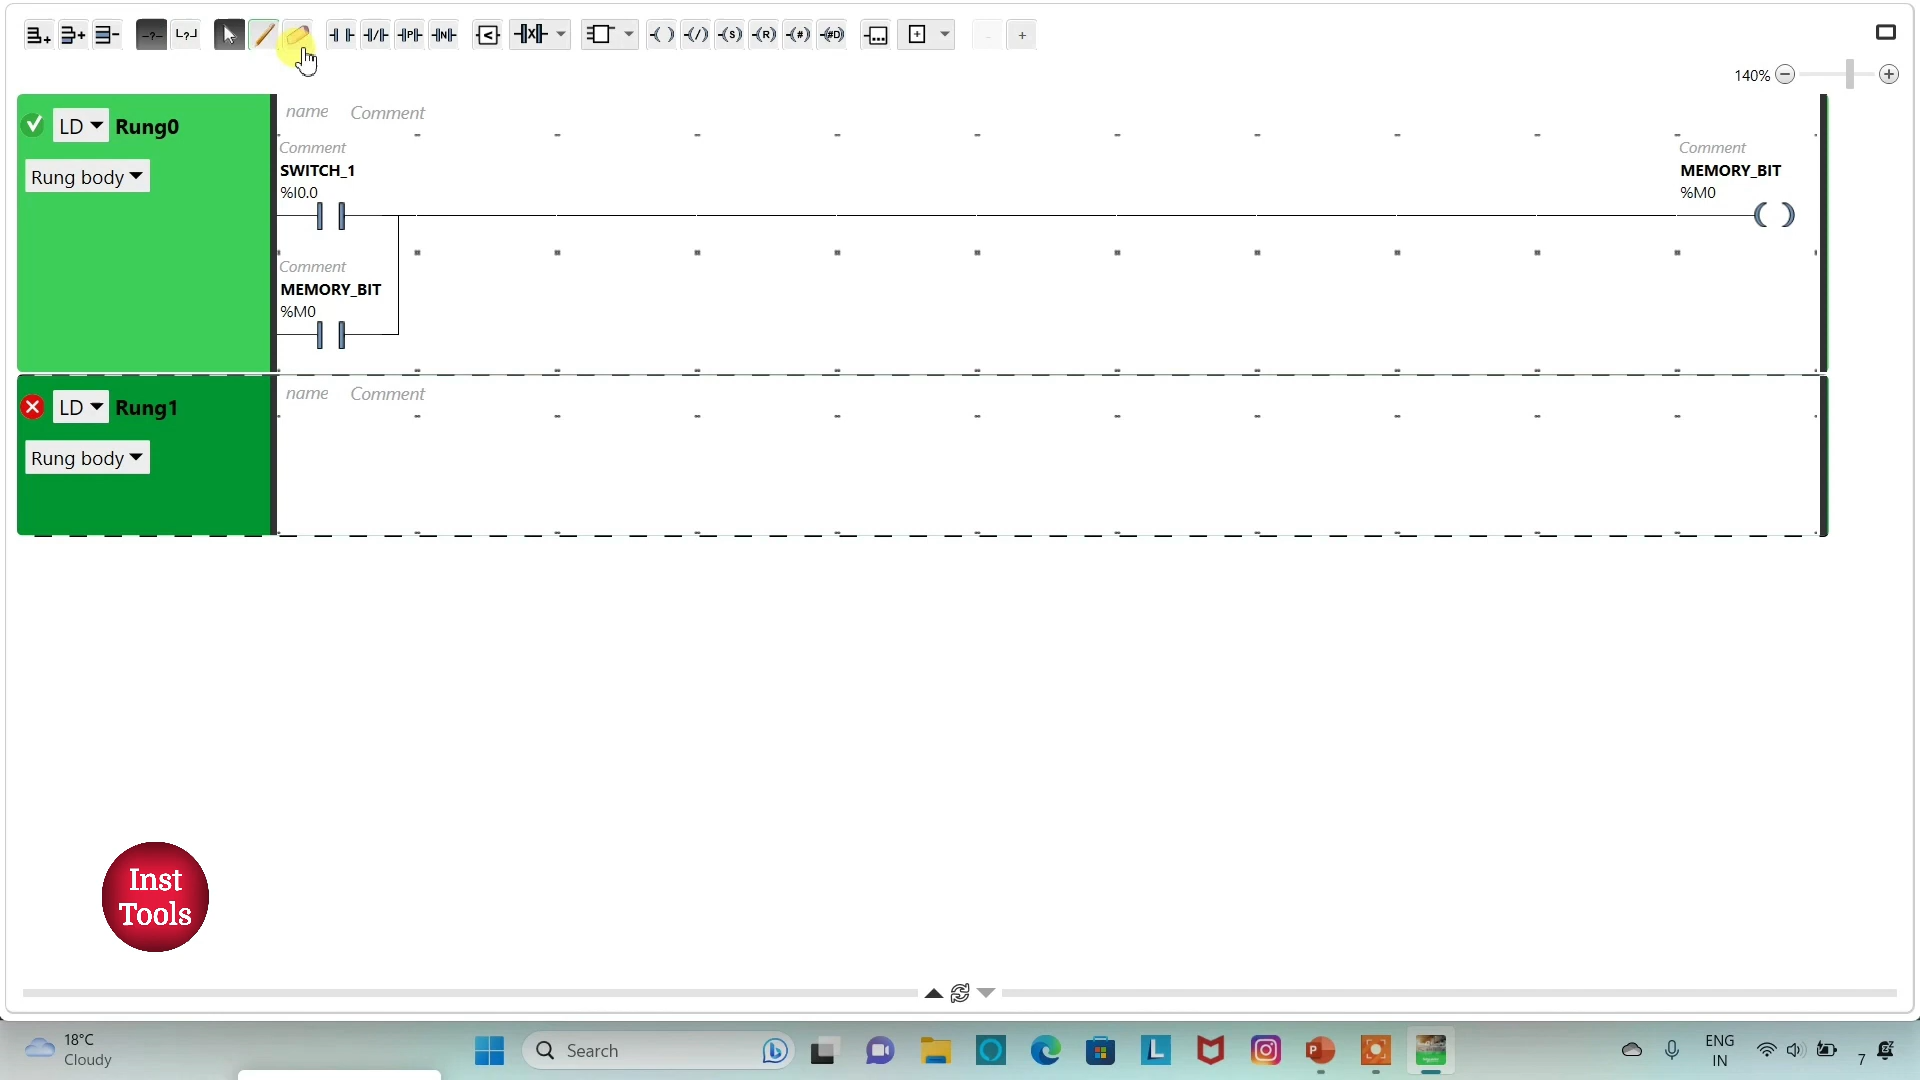 140%
LD Rung0
name Comment
Rung body
Comment
SWITCH_1
%I0.0
Comment
MEMORY_BIT
%M0
Comment
MEMORY_BIT
%M0
LD Rung1
name Comment
Rung body
Inst
Tools
18°C
Cloudy
Search
ENG
IN
7